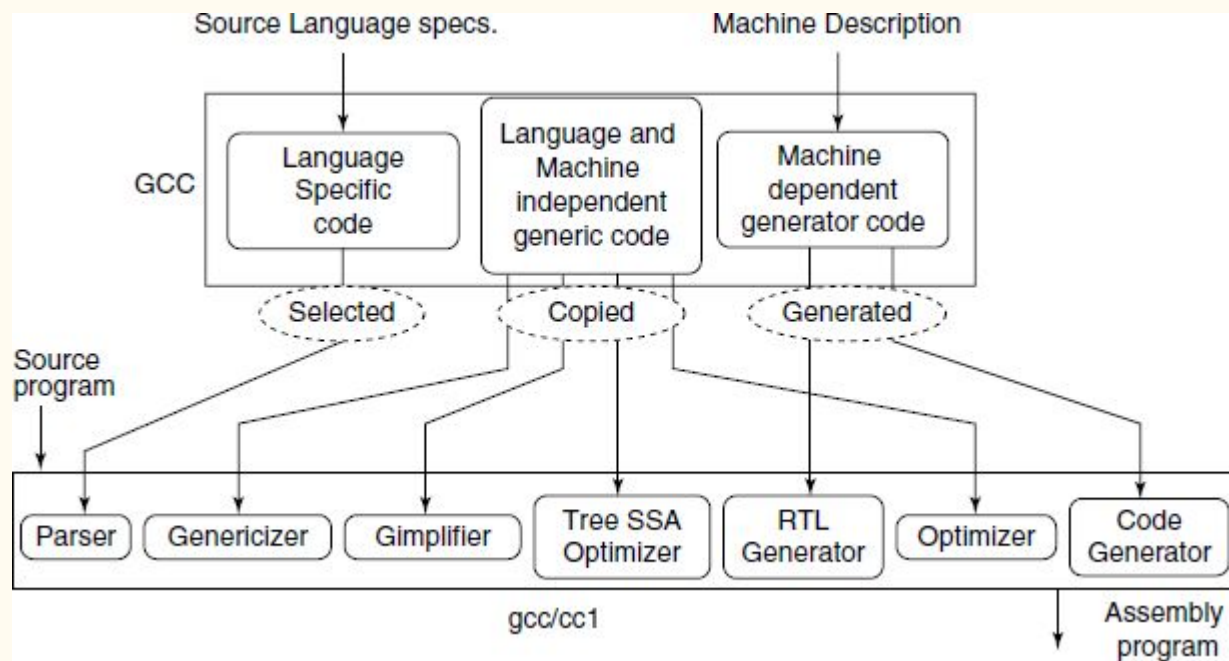 Source Language specs.
Machine Description
GCC
Language
Specific
code
Language and
Machine
independent
generic code
Machine
dependent
generator code
Selected
Copied
Generated
Source
program
Parser
Genericizer
Gimplifier
Tree SSA
Optimizer
RTL
Generator
Optimizer
Code
Generator
gcc/cc1
Assembly
program